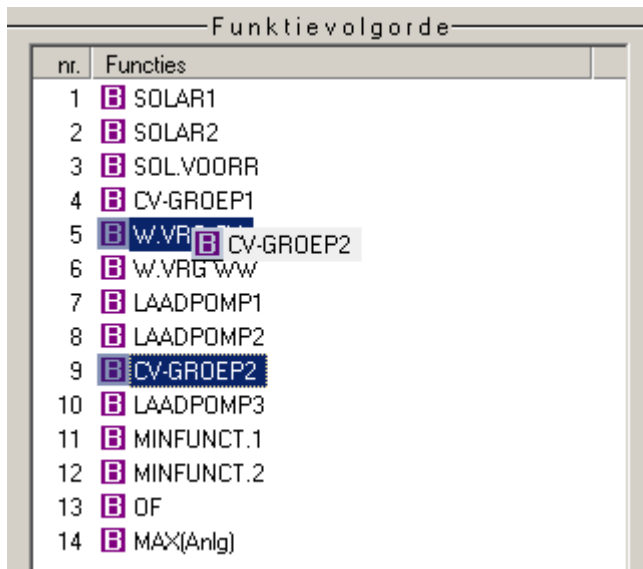 Funktievolgorde
nr. Functies
1 B SOLAR1
2 B SOLAR2
3 B SOL.VOORR
4 B CV-GROEP1
5 B W.VRG
B CV-GROEP2
6 B W.VRG WW
7 B LAADPOMP1
8 B LAADPOMP2
9 B CV-GROEP2
10 B LAADPOMP3
11 B MINFUNCT.1
12 B MINFUNCT.2
13 B OF
14 B MAX(Anlg)